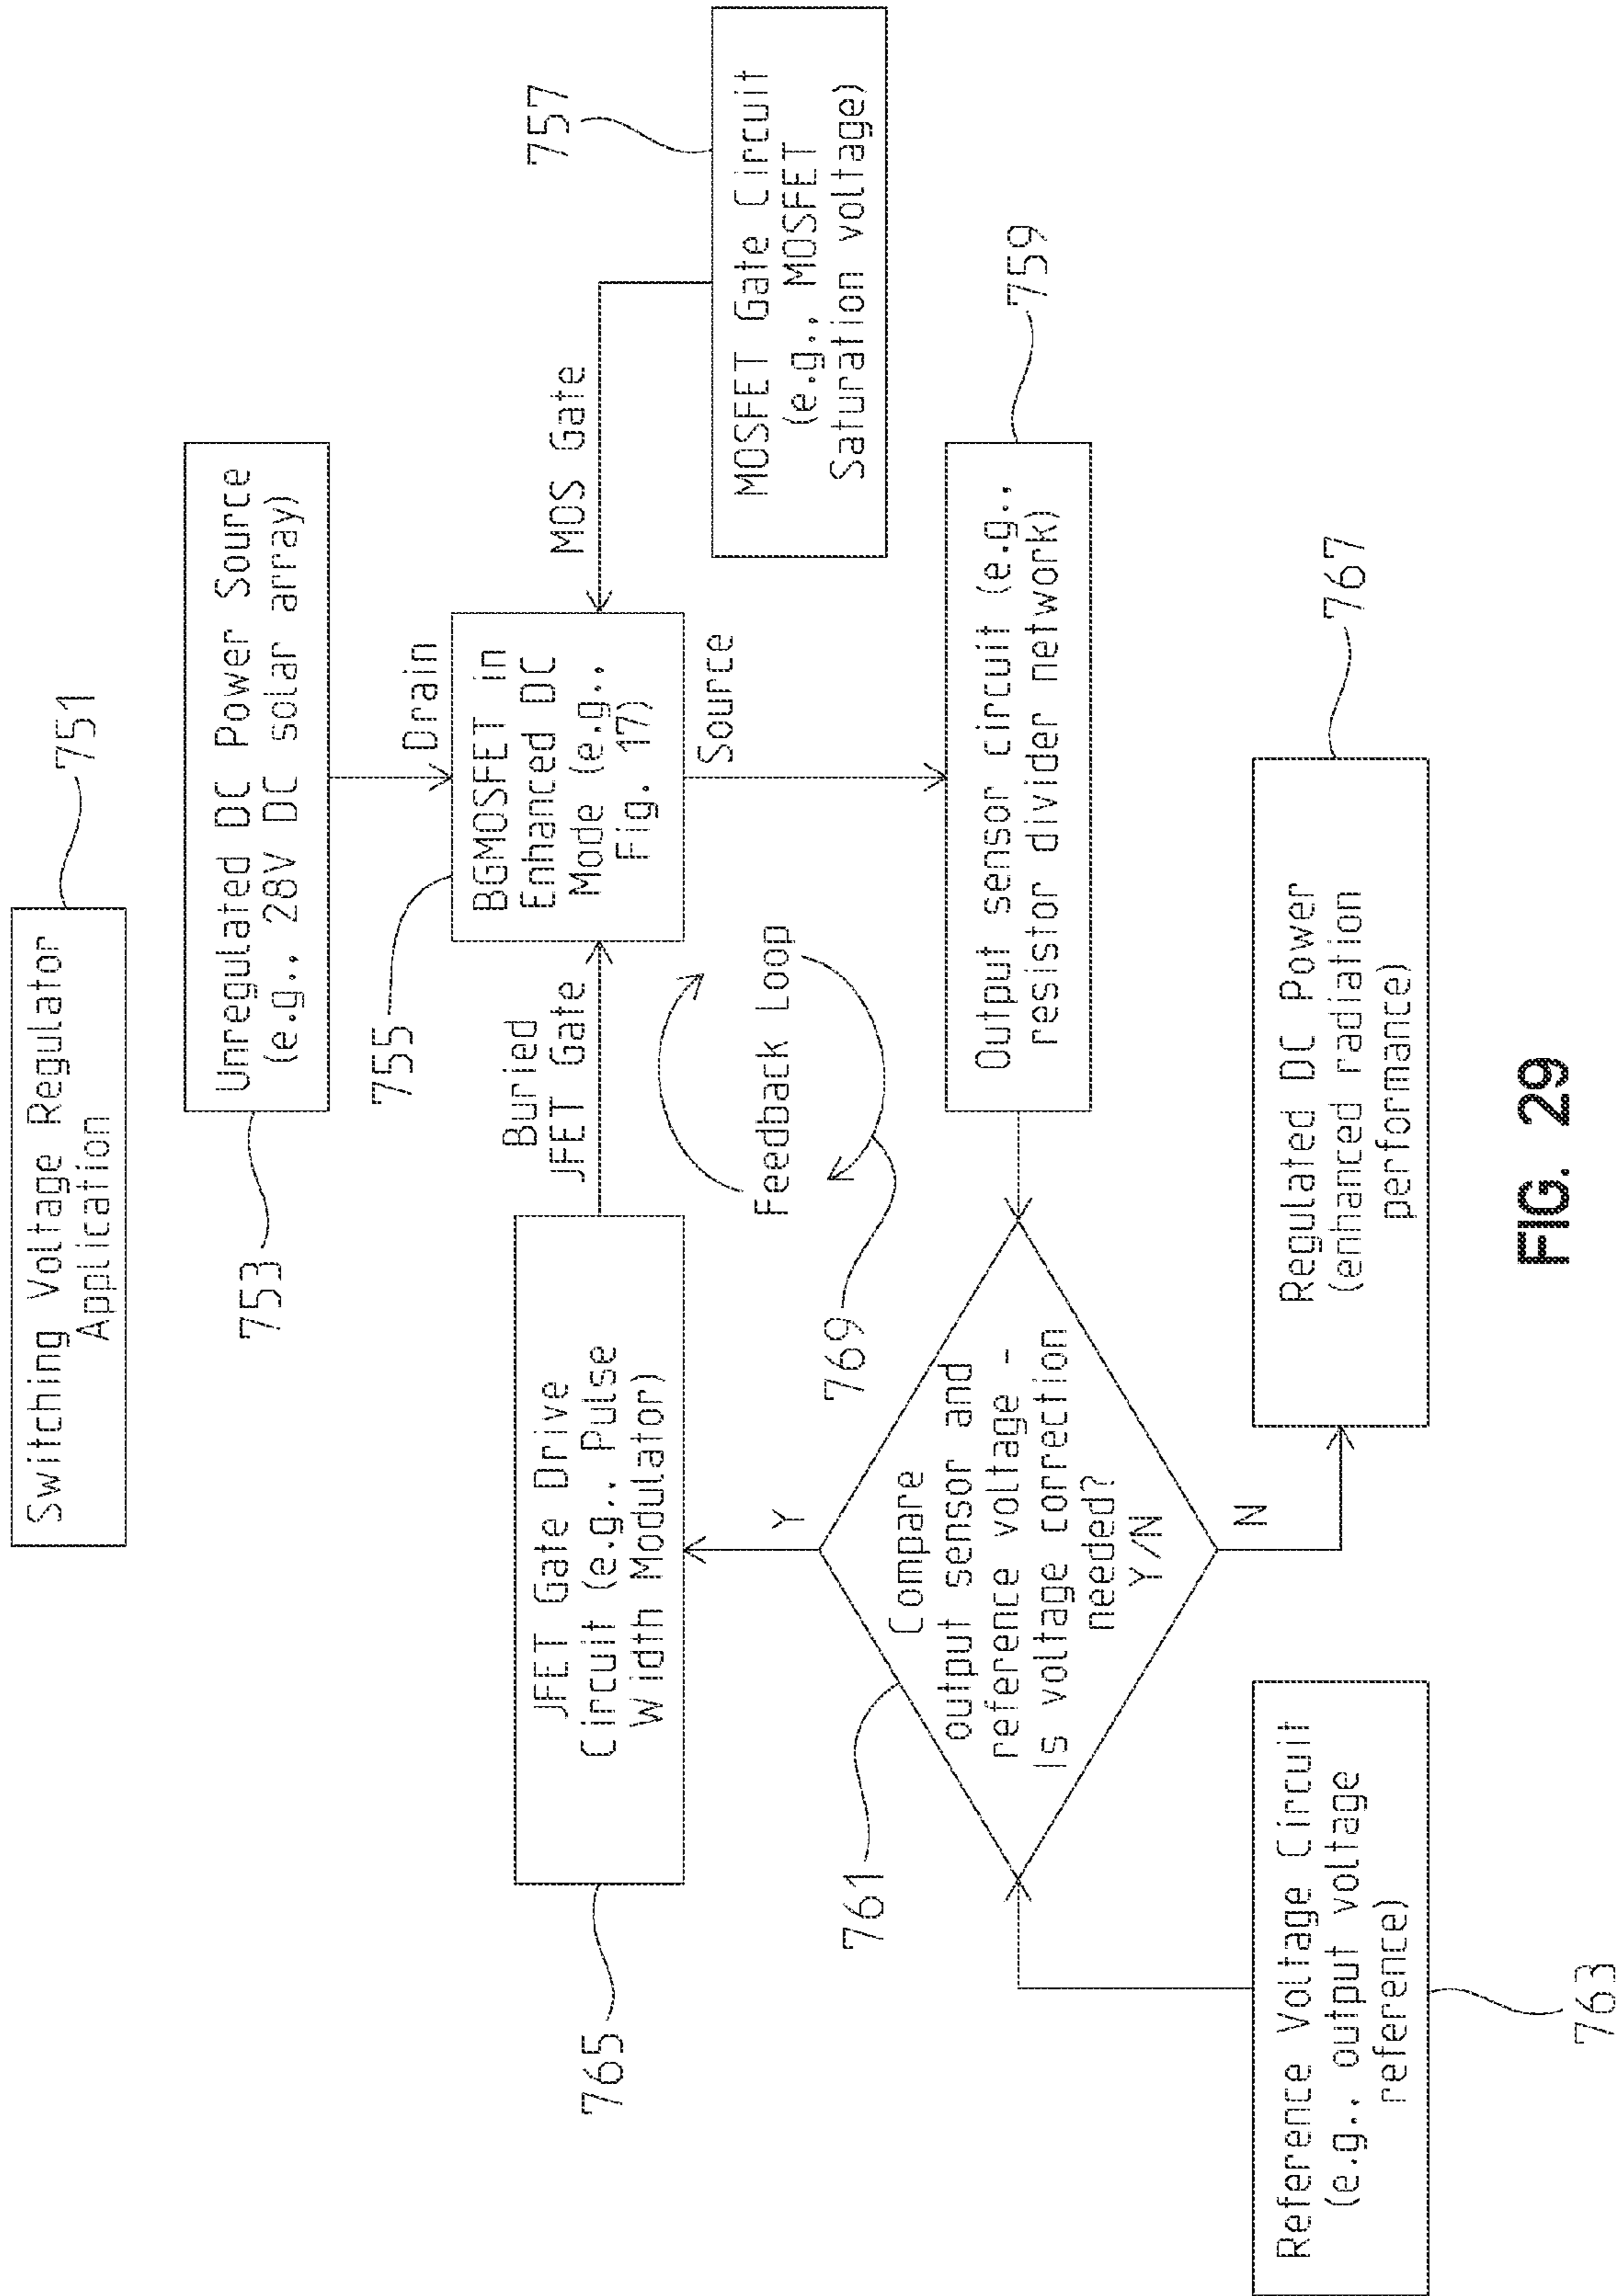 Switching Voltage Regulator
Application
751
Unregulated DC Power Source
(e.g., 28V DC solar array)
753
Drain
755
BGMOSFET in
Enhanced DC
Mode (e.g.,
Fig. 17)
Buried
JFET Gate
MOS Gate
757
MOSFET Gate Circuit
(e.g., MOSFET
Saturation voltage)
Source
JFET Gate Drive
Circuit (e.g., Pulse
Width Modulator)
765
Feedback Loop
769
Output sensor circuit (e.g.,
resistor divider network)
759
Y
Compare
output sensor and
reference voltage -
Is voltage correction
needed?
Y/N
761
N
Reference Voltage Circuit
(e.g., output voltage
reference)
763
Regulated DC Power
(enhanced radiation
performance)
767
FIG. 29